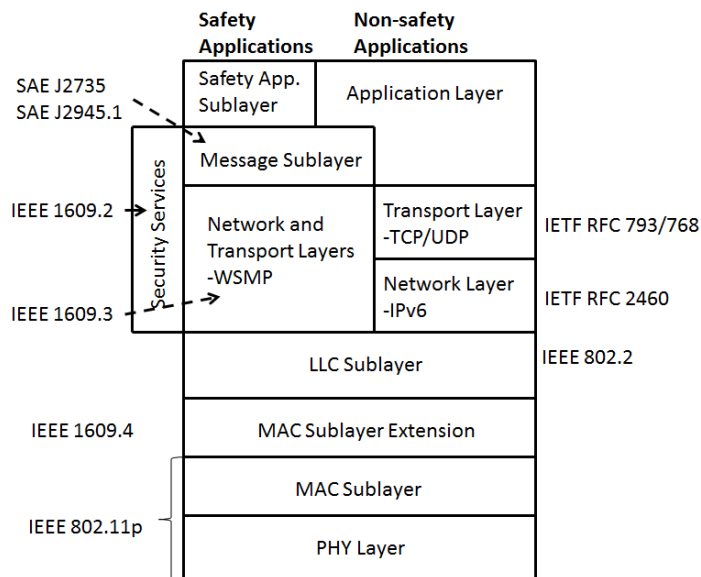 Safety
Applications
Non-safety
Applications
SAE J2735
SAE J2945.1
Safety App.
Sublayer
Application Layer
Message Sublayer
Security Services
IEEE 1609.2
Network and
Transport Layers
-WSMP
Transport Layer
-TCP/UDP
IETF RFC 793/768
IEEE 1609.3
Network Layer
-IPv6
IETF RFC 2460
LLC Sublayer
IEEE 802.2
IEEE 1609.4
MAC Sublayer Extension
MAC Sublayer
IEEE 802.11p
PHY Layer